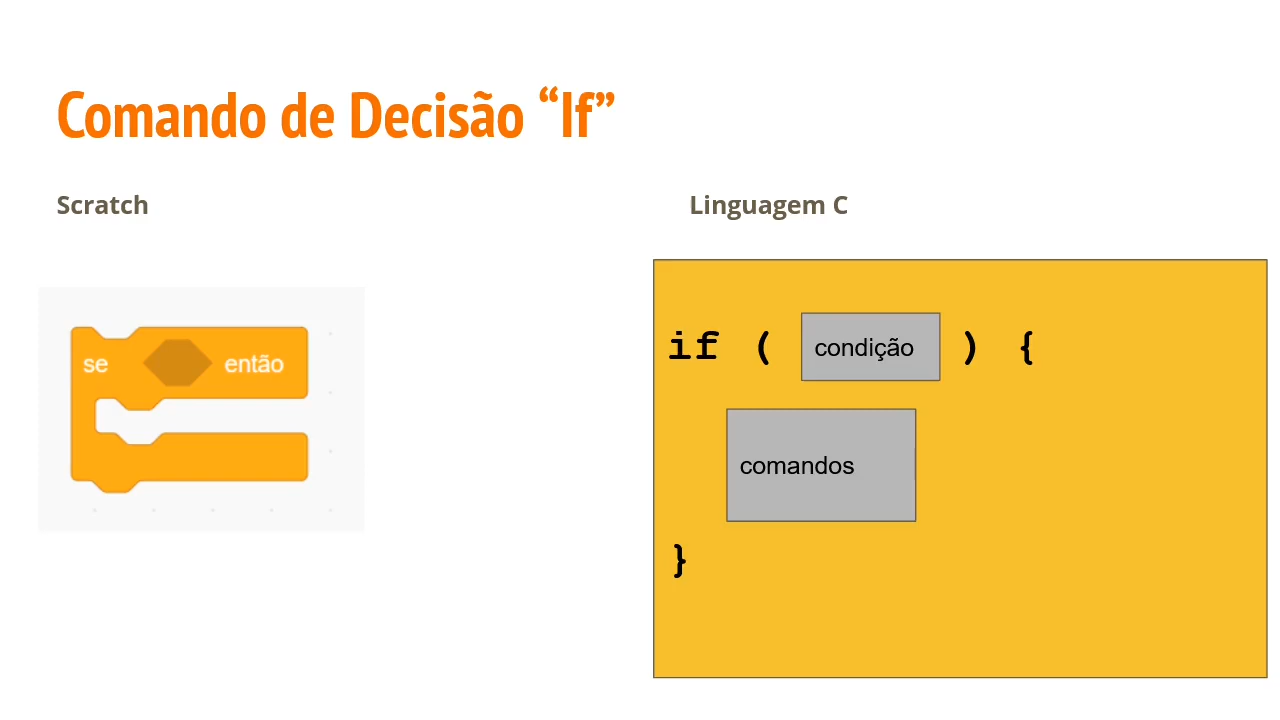 Comando de Decisão “If”
Scratch
se então
Linguagem C
if ( condição ) {
comandos
}